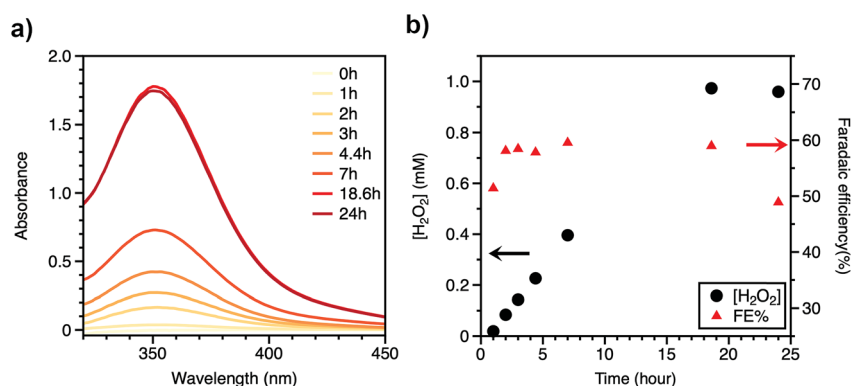 a)
2.0
1.5
1.0
0.5
0
Absorbance
350
400
450
Wavelength (nm)
0h
1h
2h
3h
4.4h
7h
18.6h
24h
b)
1.0
0.8
0.6
0.4
0.2
0
[H₂O₂] (mM)
70
60
50
40
30
Faradaic efficiency(%)
0
5
10
15
20
25
Time (hour)
[H₂O₂]
FE%